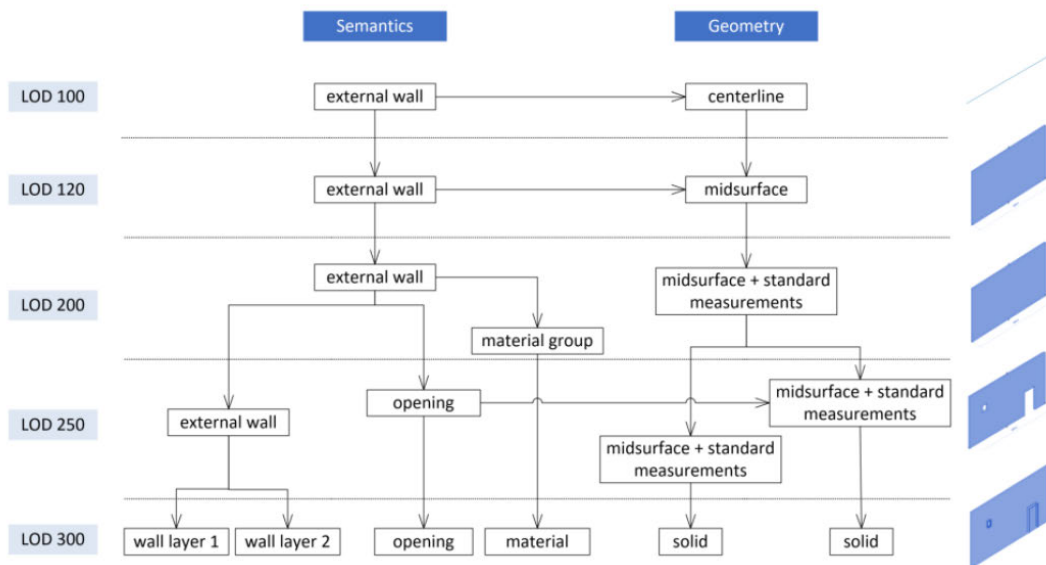 Semantics
Geometry
LOD 100
external wall
centerline
LOD 120
external wall
midsurface
LOD 200
external wall
midsurface + standard
measurements
material group
LOD 250
opening
midsurface + standard
measurements
external wall
midsurface + standard
measurements
LOD 300
wall layer 1
wall layer 2
opening
material
solid
solid